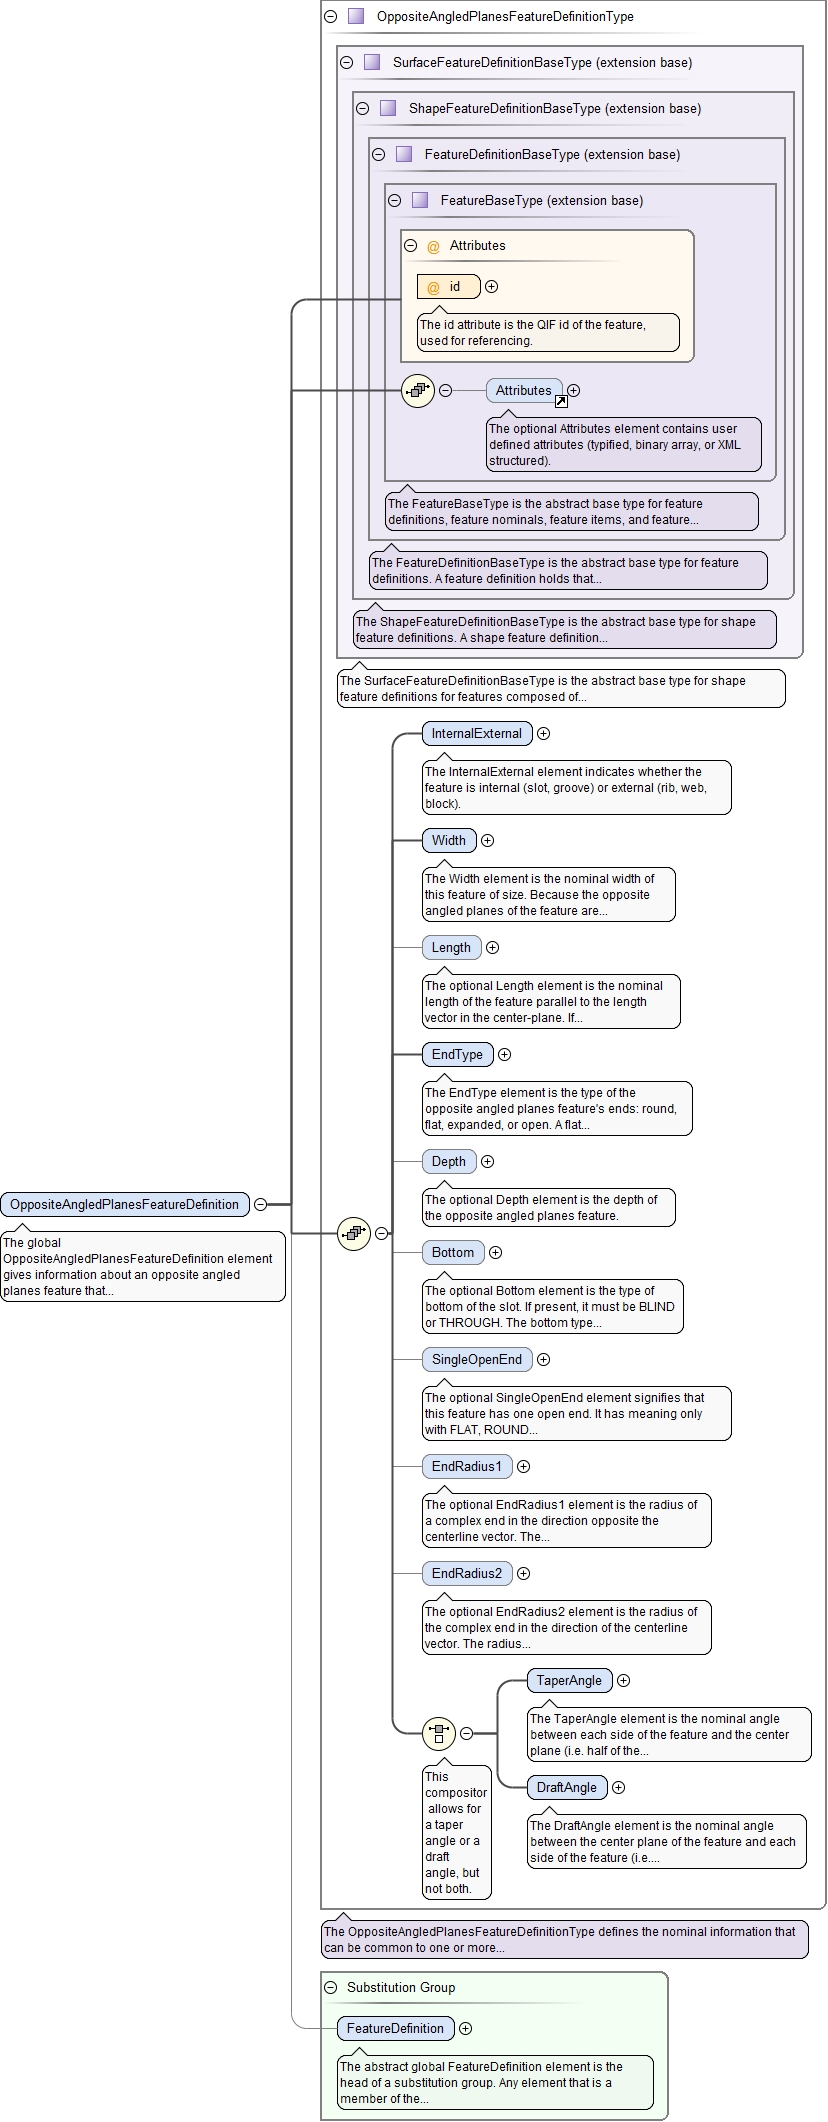 OppositeAngledPlanesFeatureDefinitionType
SurfaceFeatureDefinitionBaseType (extension base)
ShapeFeatureDefinitionBaseType (extension base)
FeatureDefinitionBaseType (extension base)
FeatureBaseType (extension base)
@ Attributes
@ id
The id attribute is the QIF id of the feature,
used for referencing.
Attributes
The optional Attributes element contains user
defined attributes (typified, binary array, or XML
structured).
The FeatureBaseType is the abstract base type for feature
definitions, feature nominals, feature items, and feature...
The FeatureDefinitionBaseType is the abstract base type for feature
definitions. A feature definition holds that...
The ShapeFeatureDefinitionBaseType is the abstract base type for shape
feature definitions. A shape feature definition...
The SurfaceFeatureDefinitionBaseType is the abstract base type for shape
feature definitions for features composed of...
InternalExternal
The InternalExternal element indicates whether the
feature is internal (slot, groove) or external (rib, web,
block).
Width
The Width element is the nominal width of
this feature of size. Because the opposite
angled planes of the feature are...
Length
The optional Length element is the nominal
length of the feature parallel to the length
vector in the center-plane. If...
EndType
The EndType element is the type of the
opposite angled planes feature's ends: round,
flat, expanded, or open. A flat...
Depth
The optional Depth element is the depth of
the opposite angled planes feature.
OppositeAngledPlanesFeatureDefinition
The global
OppositeAngledPlanesFeatureDefinition element
gives information about an opposite angled
planes feature that...
Bottom
The optional Bottom element is the type of
bottom of the slot. If present, it must be BLIND
or THROUGH. The bottom type...
SingleOpenEnd
The optional SingleOpenEnd element signifies that
this feature has one open end. It has meaning only
with FLAT, ROUND...
EndRadius1
The optional EndRadius1 element is the radius of
a complex end in the direction opposite the
centerline vector. The...
EndRadius2
The optional EndRadius2 element is the radius of
the complex end in the direction of the centerline
vector. The radius...
TaperAngle
The TaperAngle element is the nominal angle
between each side of the feature and the center
plane (i.e. half of the...
This
compositor
allows for
a taper
angle or a
draft
angle, but
not both.
DraftAngle
The DraftAngle element is the nominal angle
between the center plane of the feature and each
side of the feature (i.e....
The OppositeAngledPlanesFeatureDefinitionType defines the nominal information that
can be common to one or more...
Substitution Group
FeatureDefinition
The abstract global FeatureDefinition element is the
head of a substitution group. Any element that is a
member of the...